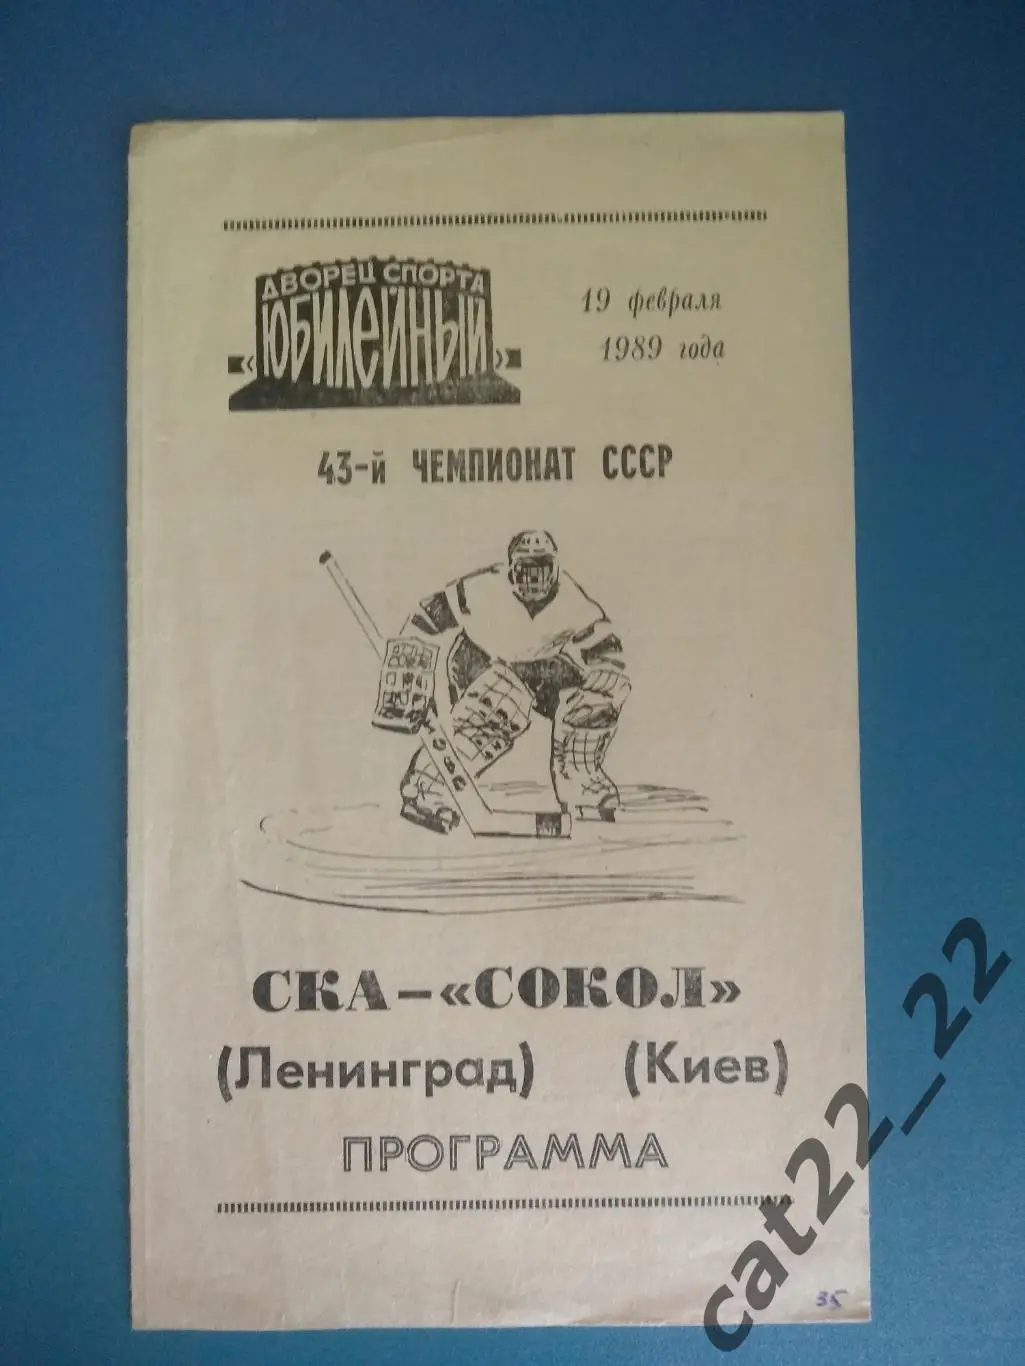 ДВОРЕЦ СПОРТА
«ЮБИЛЕЙНЫЙ»
19 февраля
1989 года
43-й ЧЕМПИОНАТ СССР
СКА – «СОКОЛ»
(Ленинград) (Киев)
ПРОГРАММА
35
cat22_22